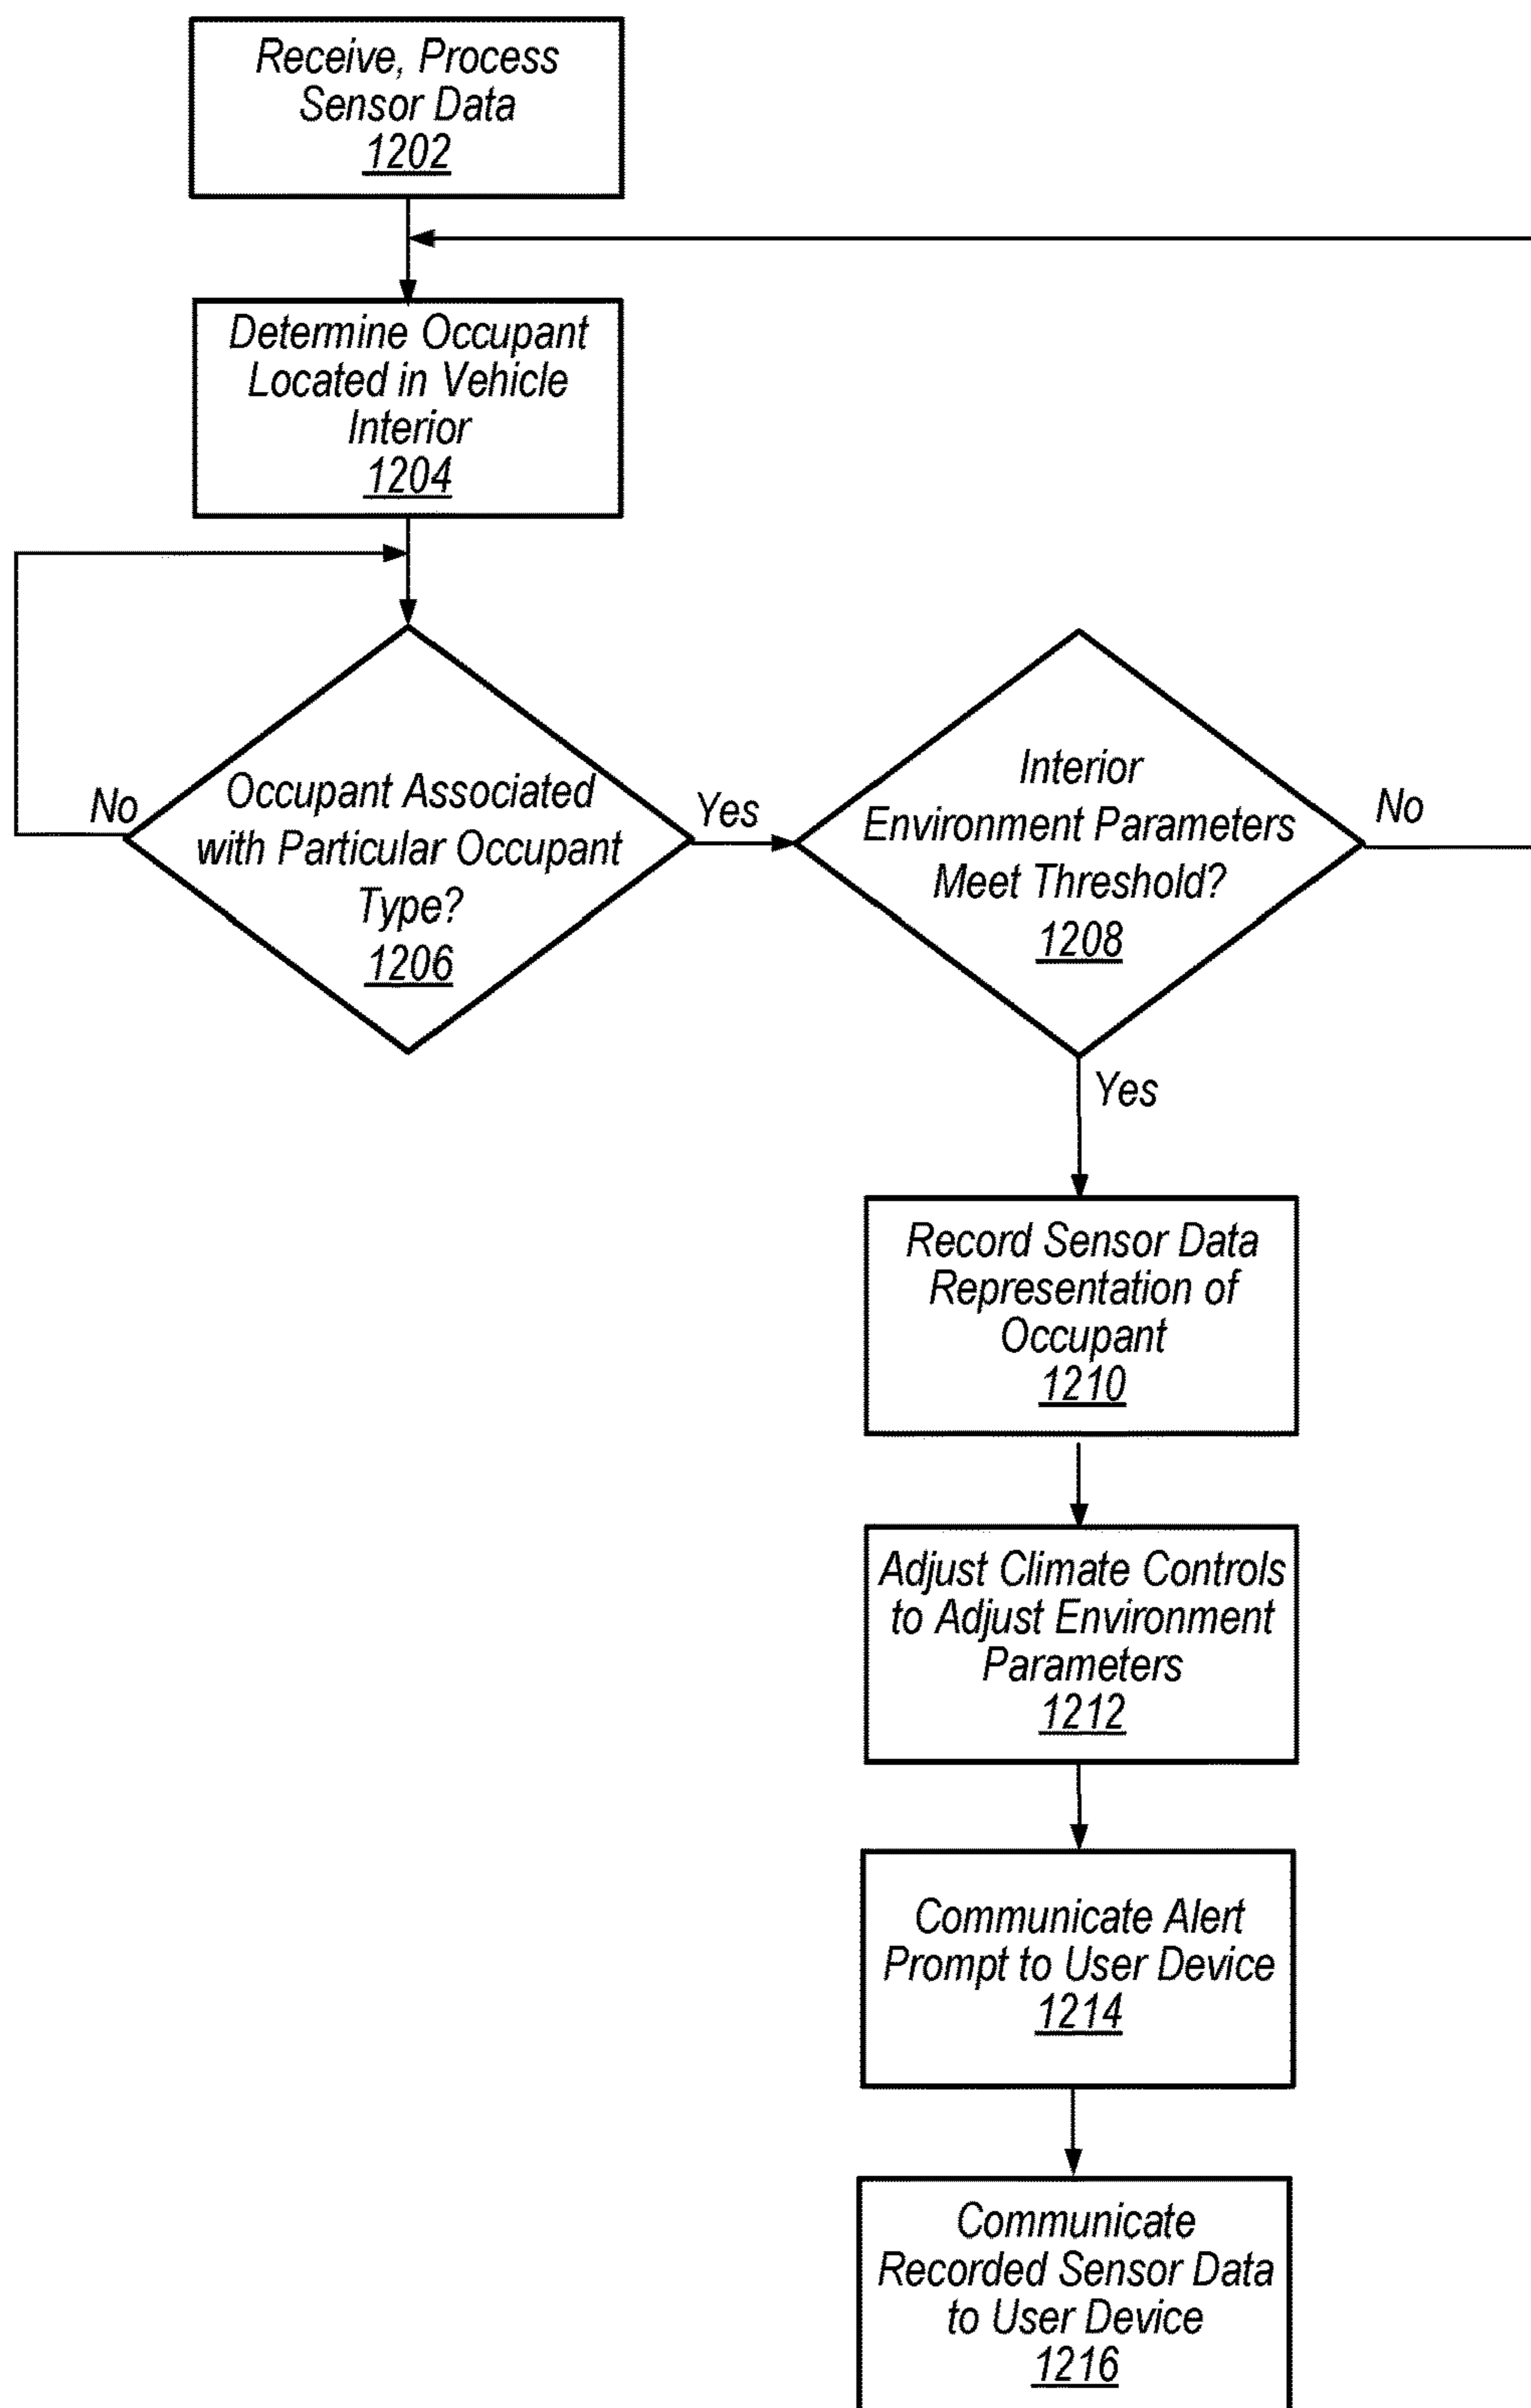 Receive, Process
Sensor Data
1202
Determine Occupant
Located in Vehicle
Interior
1204
No
Occupant Associated
with Particular Occupant
Type?
1206
Yes
Interior
Environment Parameters
Meet Threshold?
1208
No
Yes
Record Sensor Data
Representation of
Occupant
1210
Adjust Climate Controls
to Adjust Environment
Parameters
1212
Communicate Alert
Prompt to User Device
1214
Communicate
Recorded Sensor Data
to User Device
1216